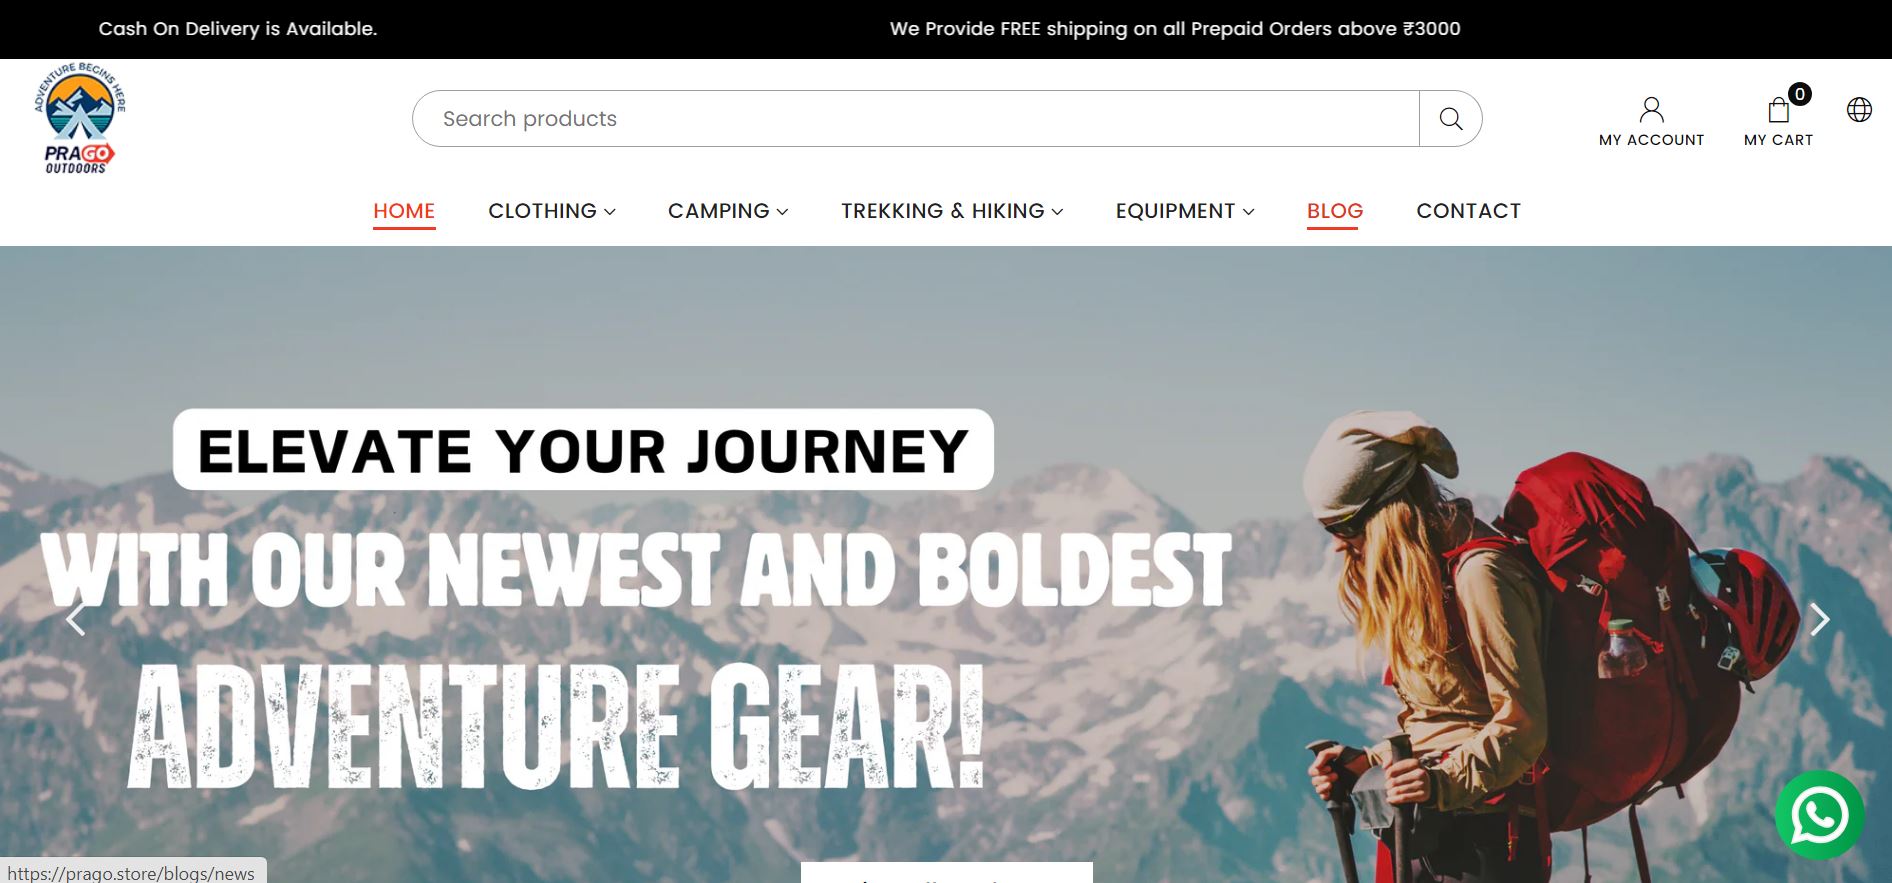 Cash On Delivery is Available.
We Provide FREE shipping on all Prepaid Orders above ₹3000
ADVENTURE BEGINS HERE
PRAGO
OUTDOORS
Search products
MY ACCOUNT
0
MY CART
HOME
CLOTHING
CAMPING
TREKKING & HIKING
EQUIPMENT
BLOG
CONTACT
ELEVATE YOUR JOURNEY
WITH OUR NEWEST AND BOLDEST
ADVENTURE GEAR!
https://prago.store/blogs/news